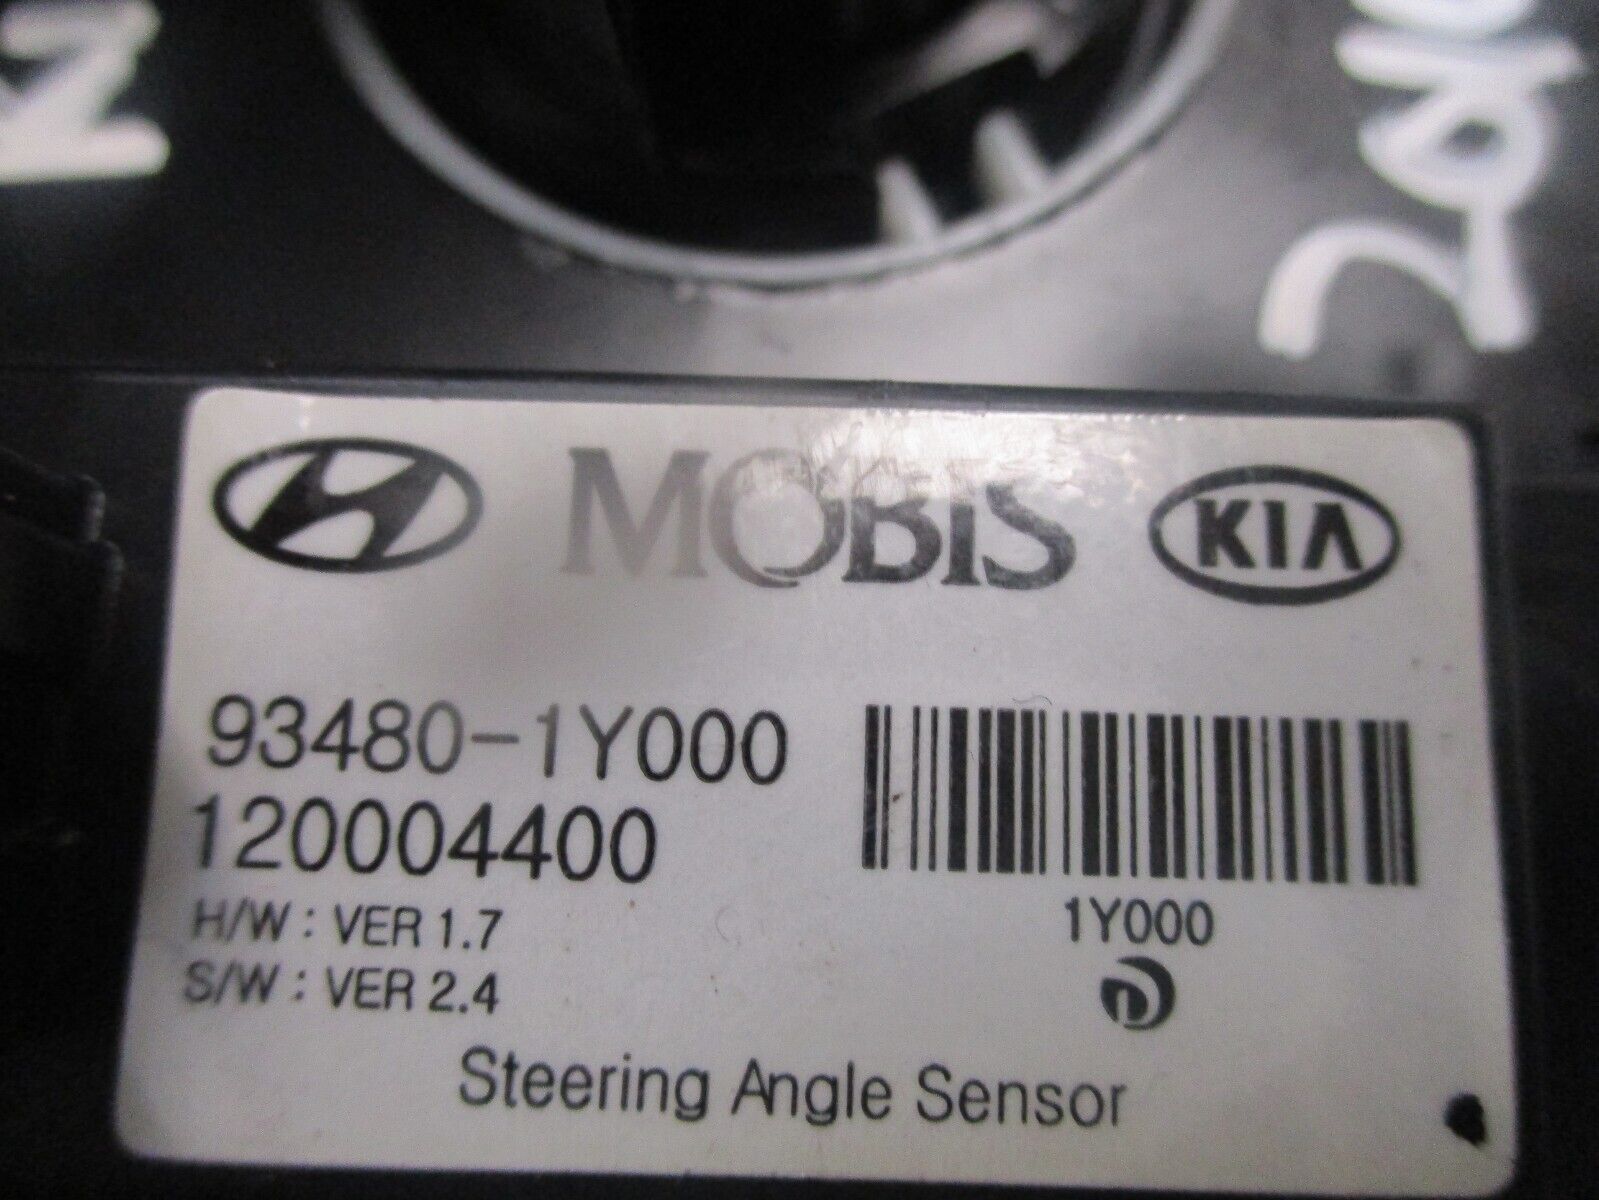 MOBIS
KIA
93480-1Y000
120004400
H/W : VER 1.7
S/W : VER 2.4
1Y000
Steering Angle Sensor